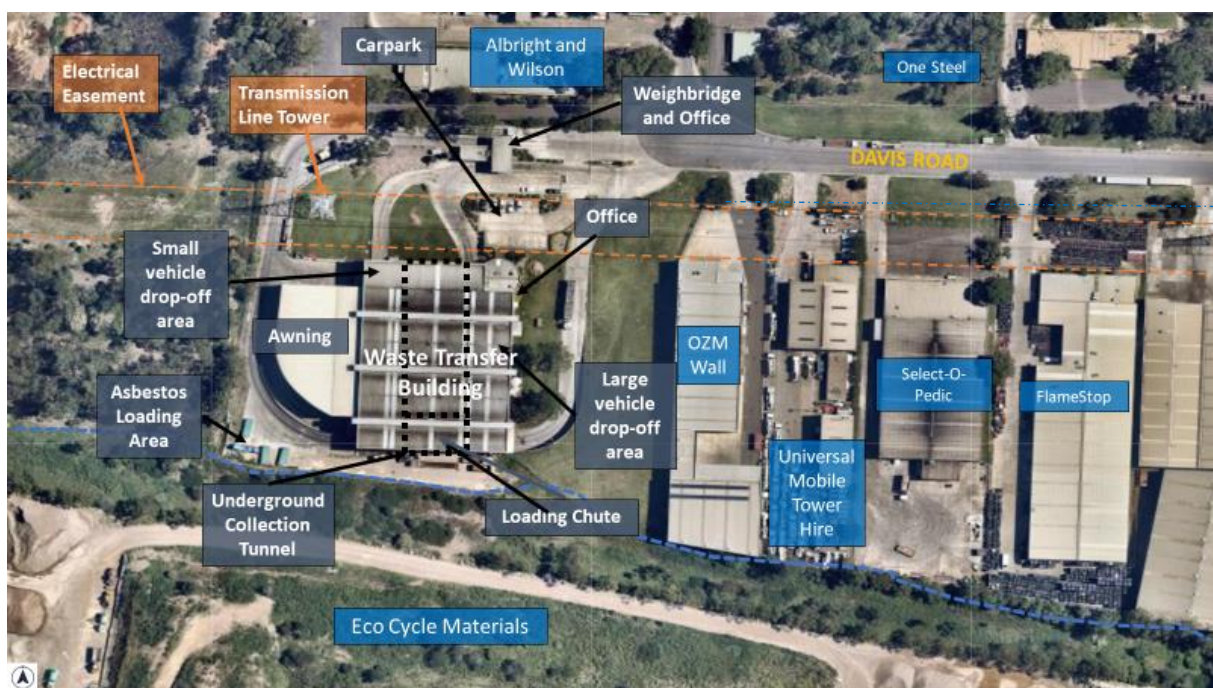 Carpark
Albright and
Wilson
One Steel
Electrical
Easement
Transmission
Line Tower
Weighbridge
and Office
DAVIS ROAD
Small
vehicle
drop-off
area
Office
Awning
Waste Transfer
Building
OZM
Wall
Select-O-
Pedic
FlameStop
Asbestos
Loading
Area
Large
vehicle
drop-off
area
Underground
Collection
Tunnel
Loading Chute
Universal
Mobile
Tower
Hire
Eco Cycle Materials